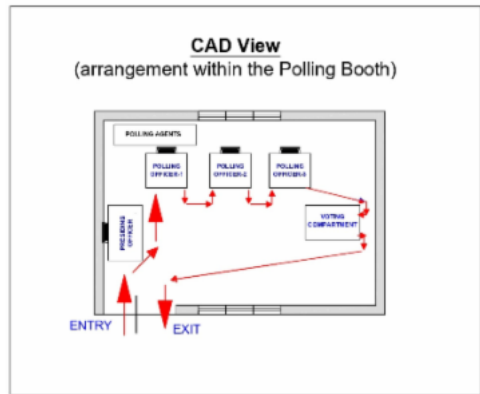 CAD View
(arrangement within the Polling Booth)
POLLING AGENTS
POLLING
OFFICER-1
POLLING
OFFICER-2
POLLING
OFFICER-3
PRESIDING
OFFICER
VOTING
COMPARTMENT
ENTRY
EXIT